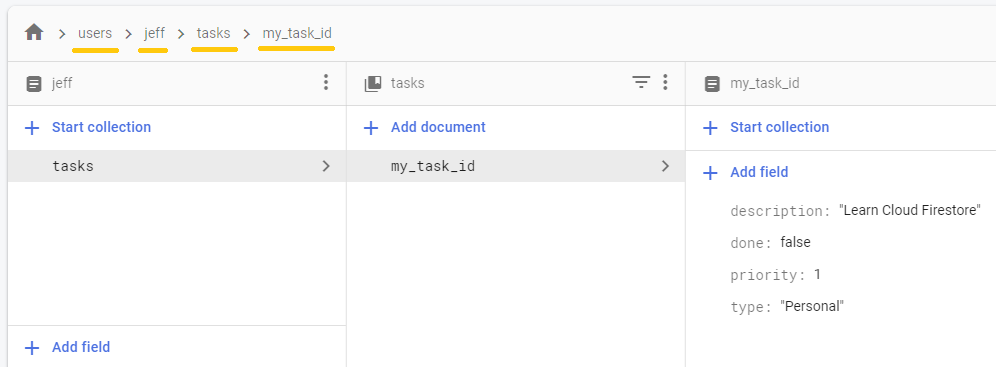 users jeff tasks my_task_id
jeff
Start collection
tasks
Add field
tasks
Add document
my_task_id
my_task_id
Start collection
Add field
description: "Learn Cloud Firestore"
done: false
priority: 1
type: "Personal"